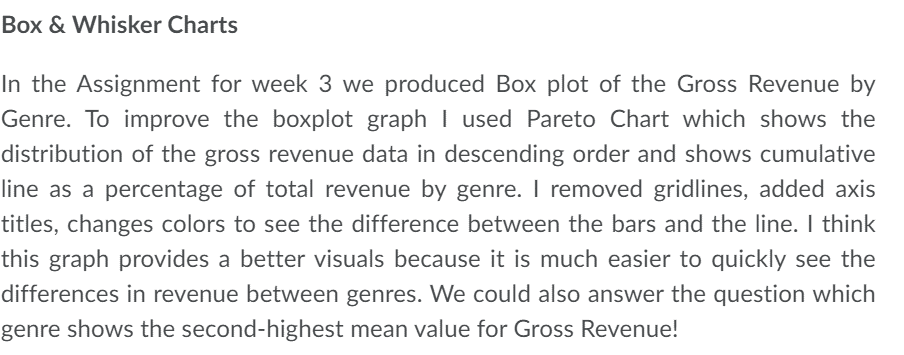 Box & Whisker Charts
In the Assignment for week 3 we produced Box plot of the Gross Revenue by
Genre. To improve the boxplot graph I used Pareto Chart which shows the
distribution of the gross revenue data in descending order and shows cumulative
line as a percentage of total revenue by genre. I removed gridlines, added axis
titles, changes colors to see the difference between the bars and the line. I think
this graph provides a better visuals because it is much easier to quickly see the
differences in revenue between genres. We could also answer the question which
genre shows the second-highest mean value for Gross Revenue!